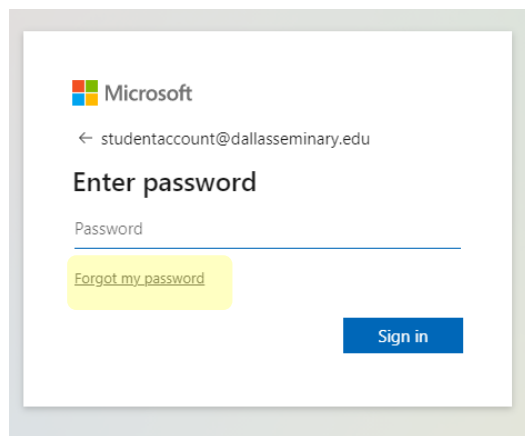 Microsoft
← studentaccount@dallasseminary.edu
Enter password
Password
Forgot my password
Sign in